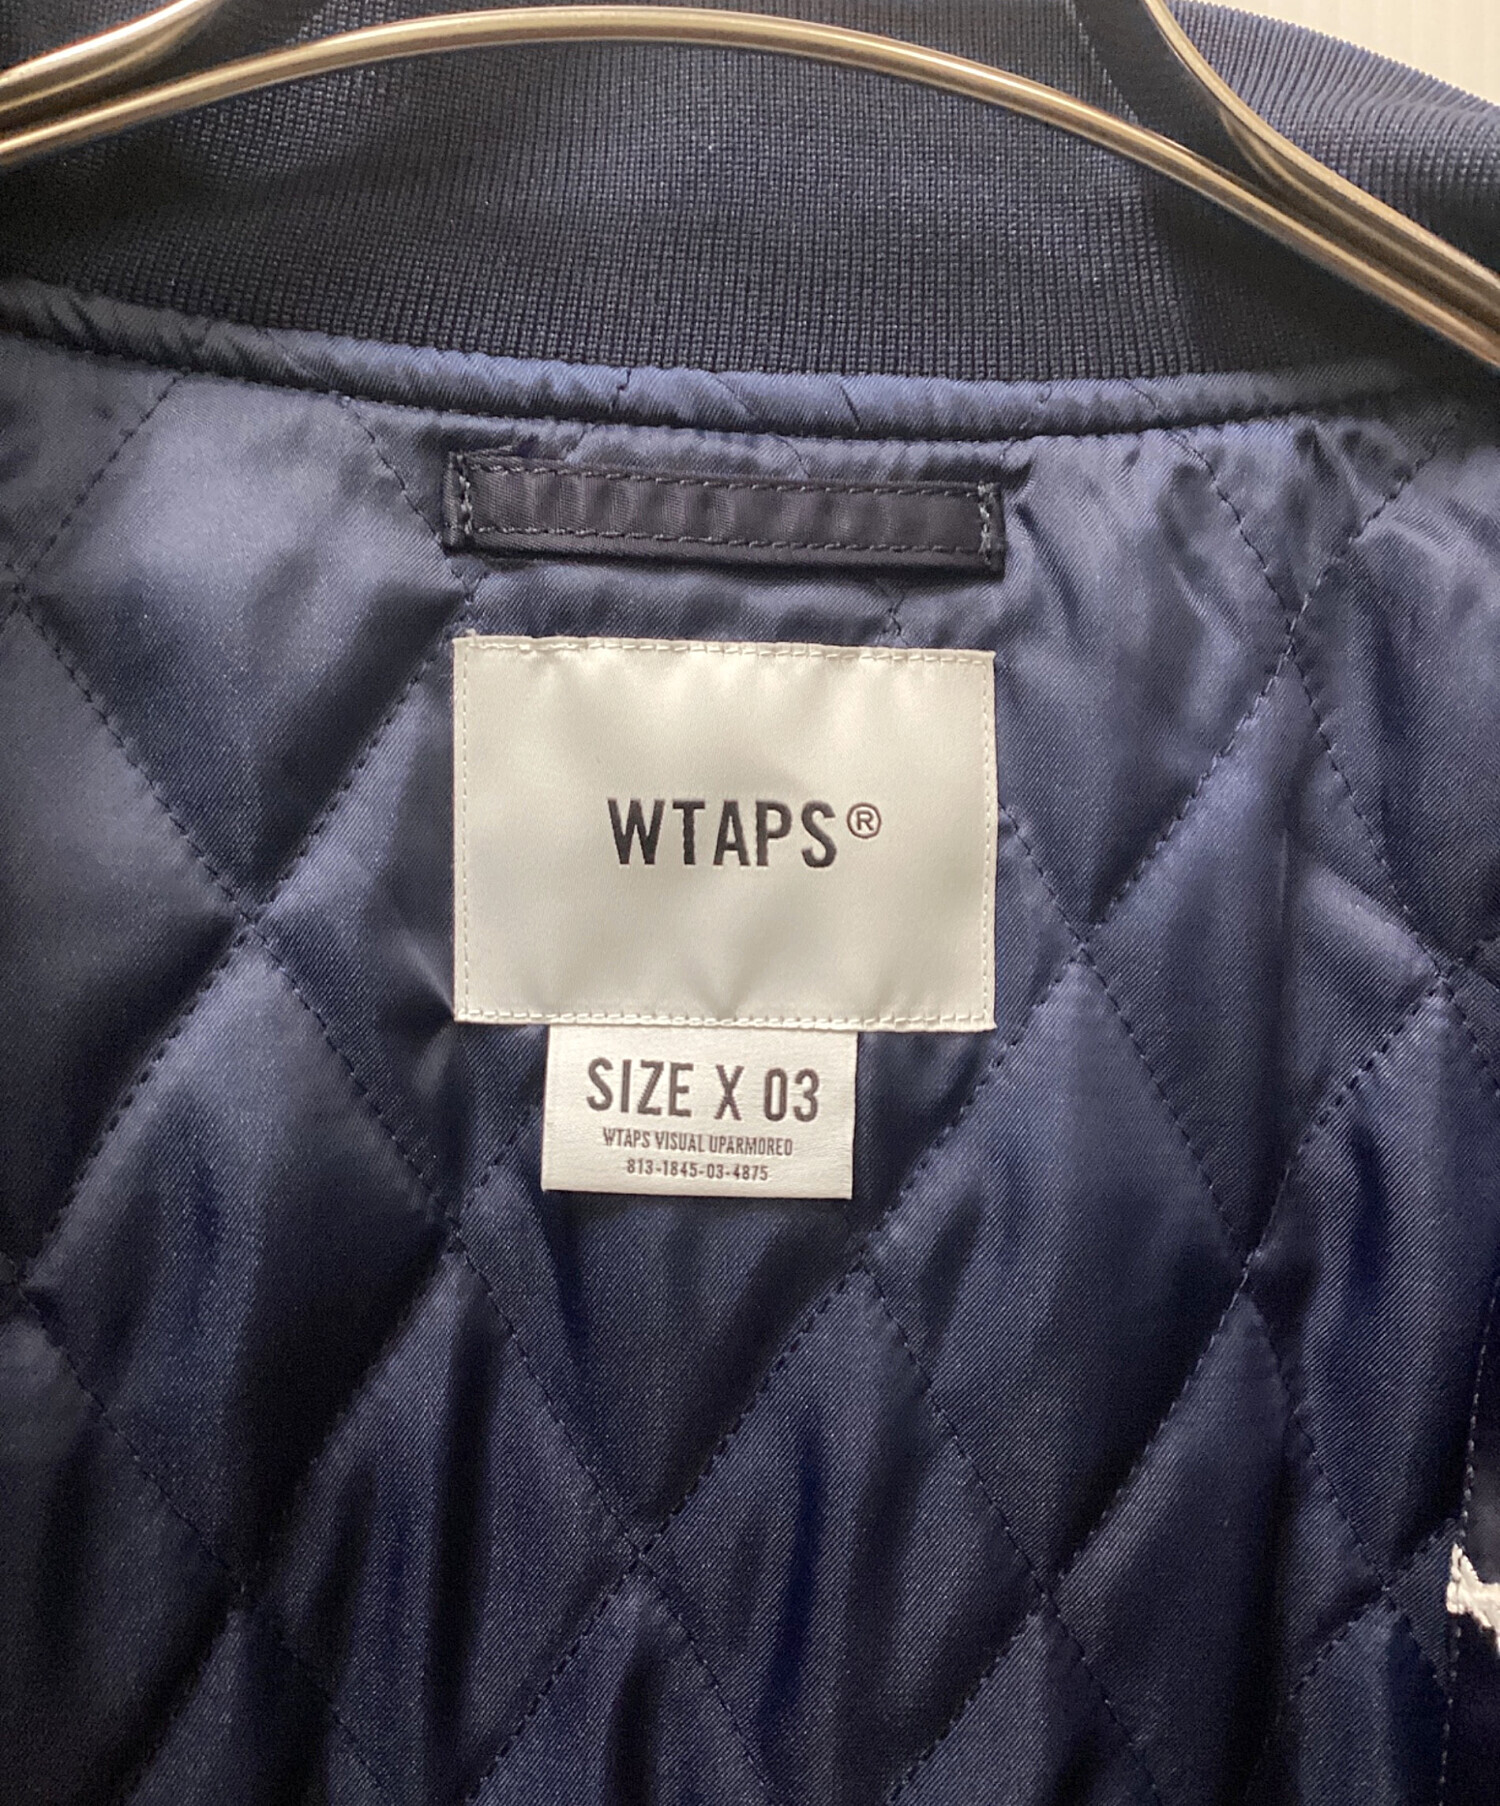 WTAPS®
SIZE X 03
WTAPS VISUAL UPARMORED
813-1845-03-4875